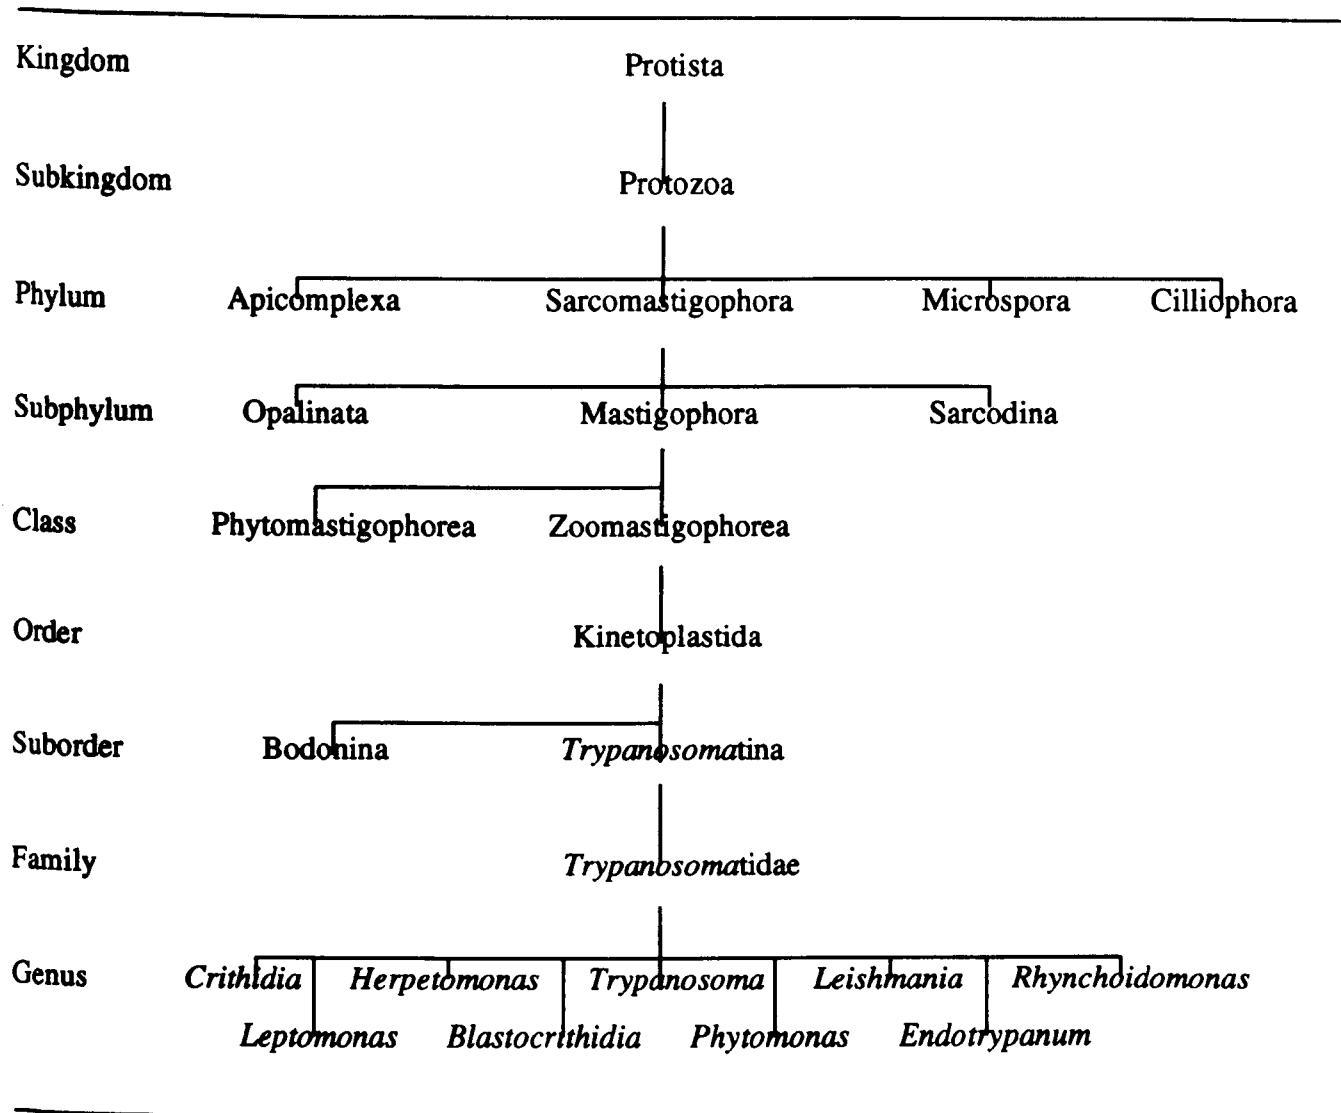 Kingdom Protista
Subkingdom Protozoa
Phylum Apicomplexa Sarcomastigophora Microspora Cilliophora
Subphylum Opalinata Mastigophora Sarcodina
Class Phytomastigophorea Zoomastigophorea
Order Kinetoplastida
Suborder Bodonina Trypanosomatina
Family Trypanosomatidae
Genus Crithidia Herpetomonas Trypanosoma Leishmania Rhynchoidomonas
Leptomonas Blastocrithidia Phytomonas Endotrypanum